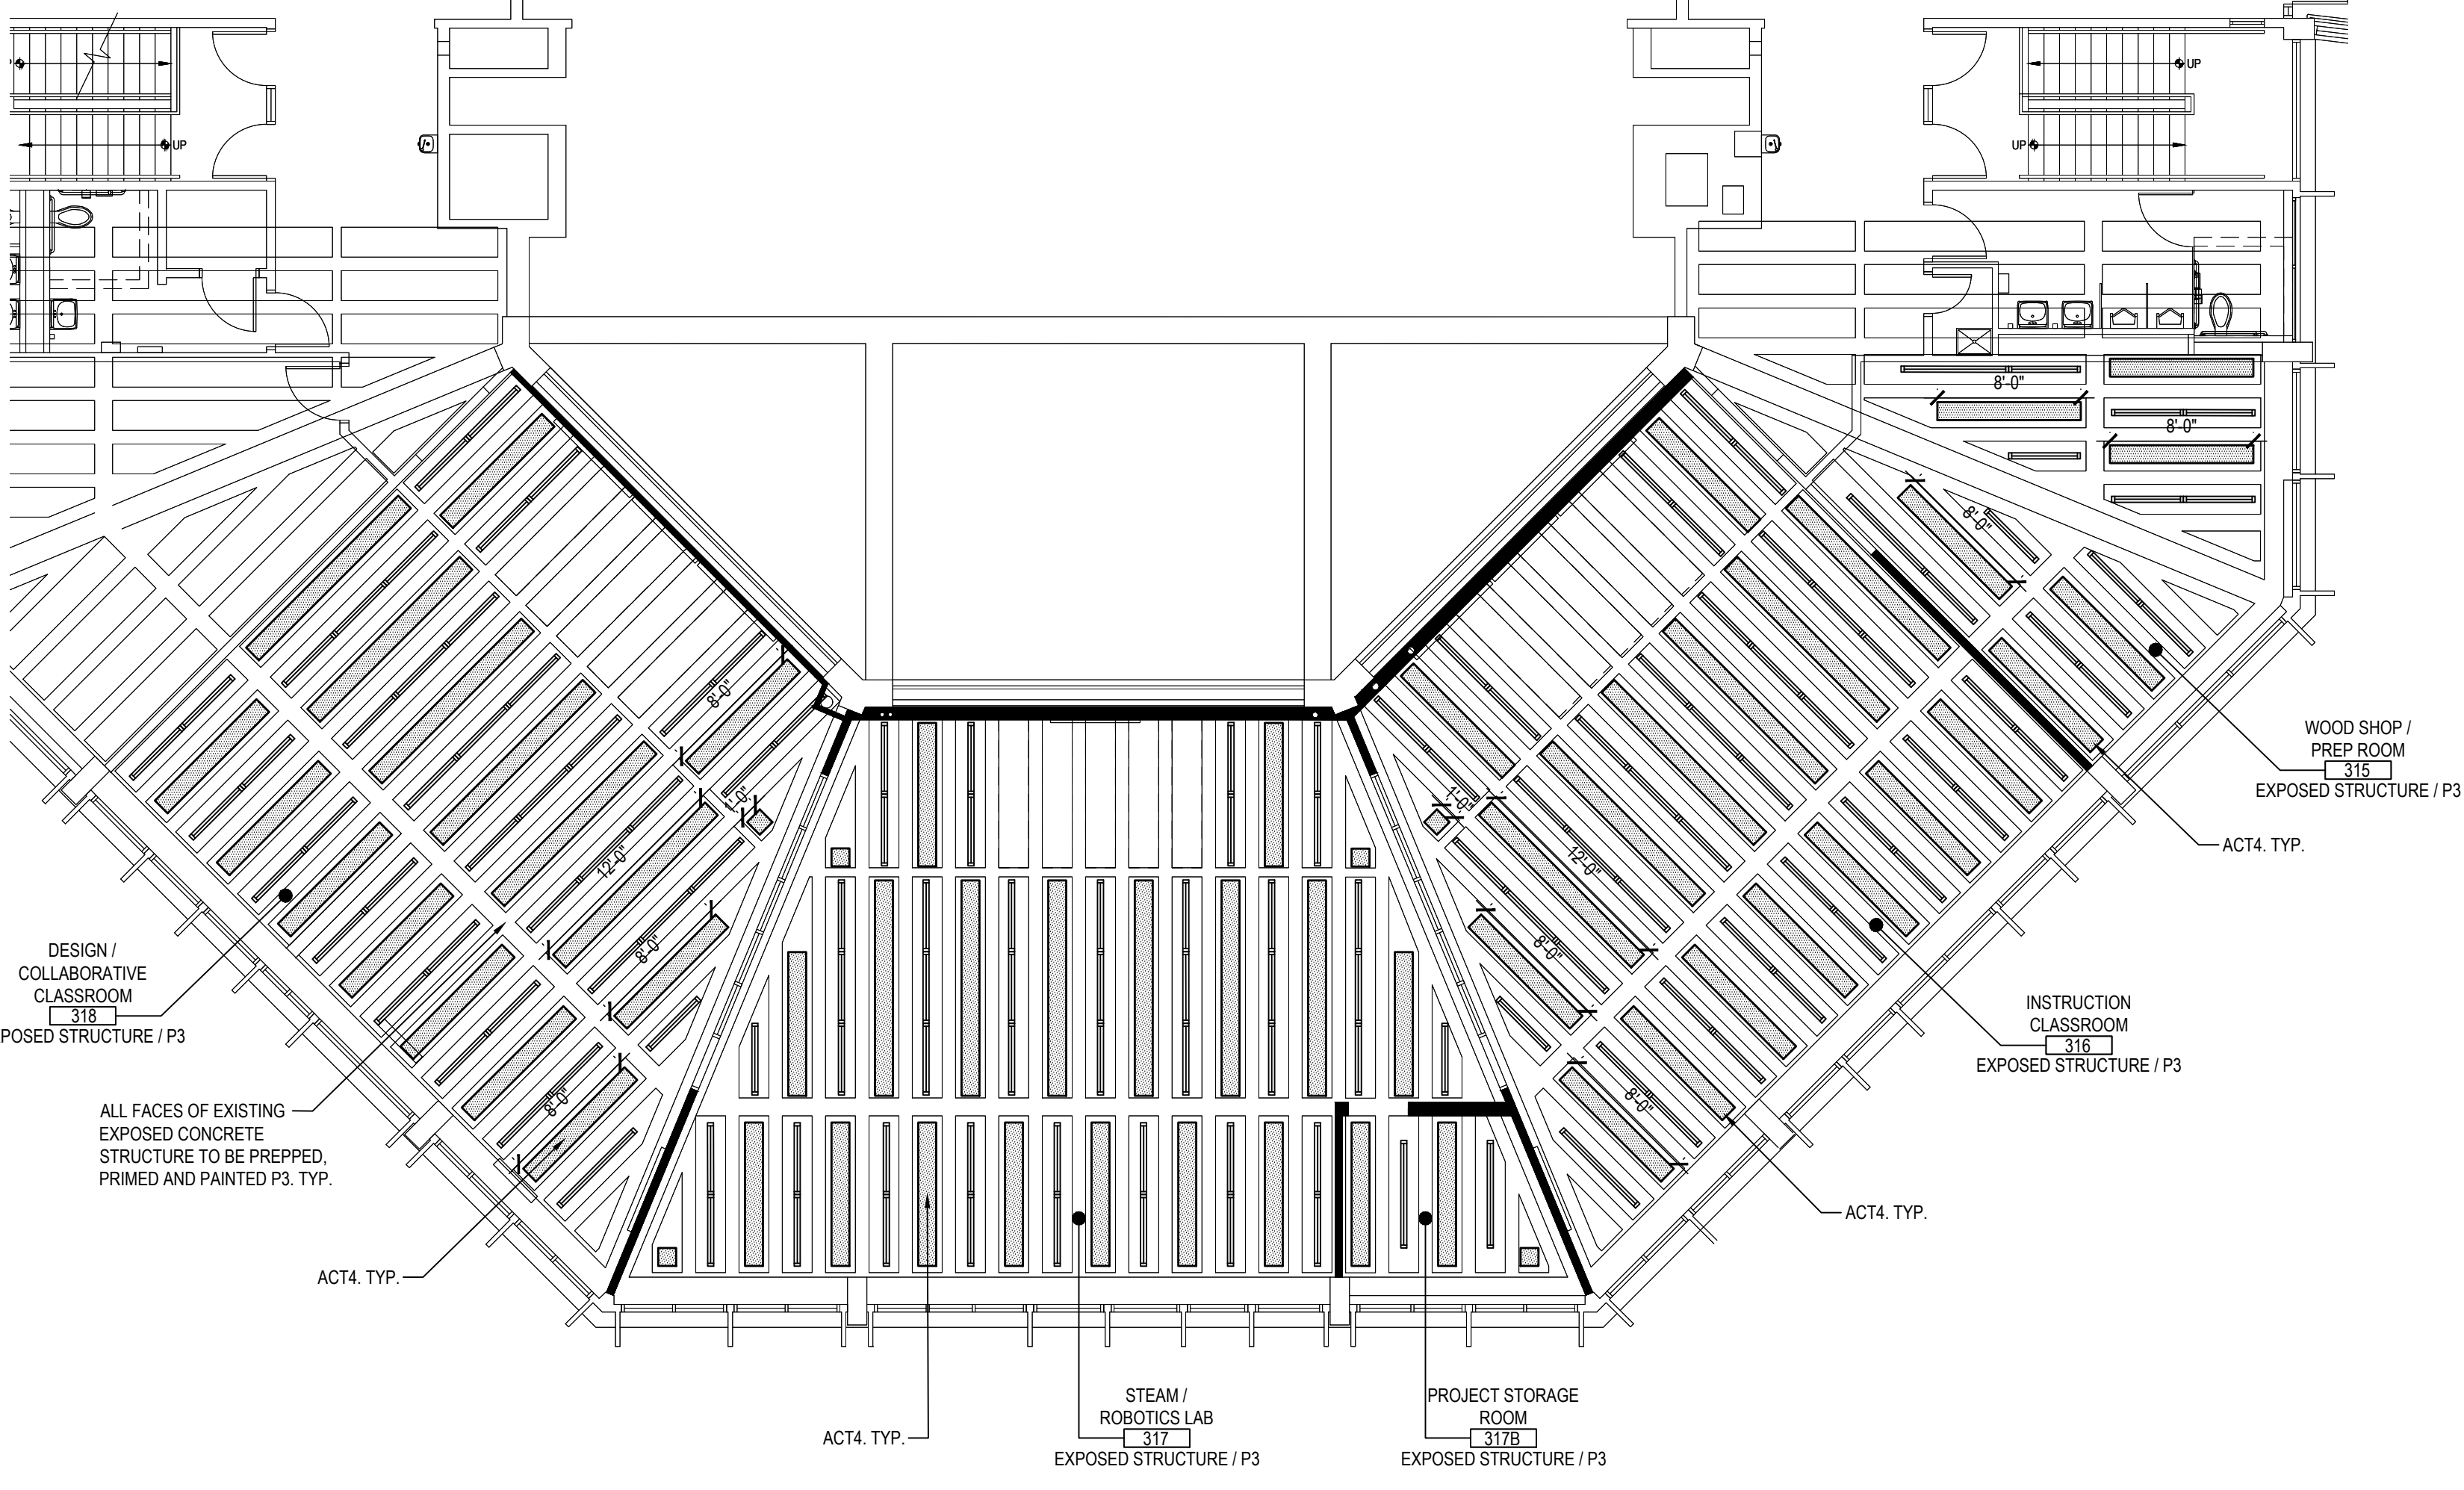 UP
UP
UP
UP
8'-0"
8'-0"
8'-0"
8'-0"
1'-0"
12'-0"
8'-0"
8'-0"
1'-0"
12'-0"
8'-0"
8'-0"
WOOD SHOP /
PREP ROOM
315
EXPOSED STRUCTURE / P3
ACT4. TYP.
DESIGN /
COLLABORATIVE
CLASSROOM
318
POSED STRUCTURE / P3
INSTRUCTION
CLASSROOM
316
EXPOSED STRUCTURE / P3
ALL FACES OF EXISTING
EXPOSED CONCRETE
STRUCTURE TO BE PREPPED,
PRIMED AND PAINTED P3. TYP.
ACT4. TYP.
ACT4. TYP.
ACT4. TYP.
STEAM /
ROBOTICS LAB
317
EXPOSED STRUCTURE / P3
PROJECT STORAGE
ROOM
317B
EXPOSED STRUCTURE / P3